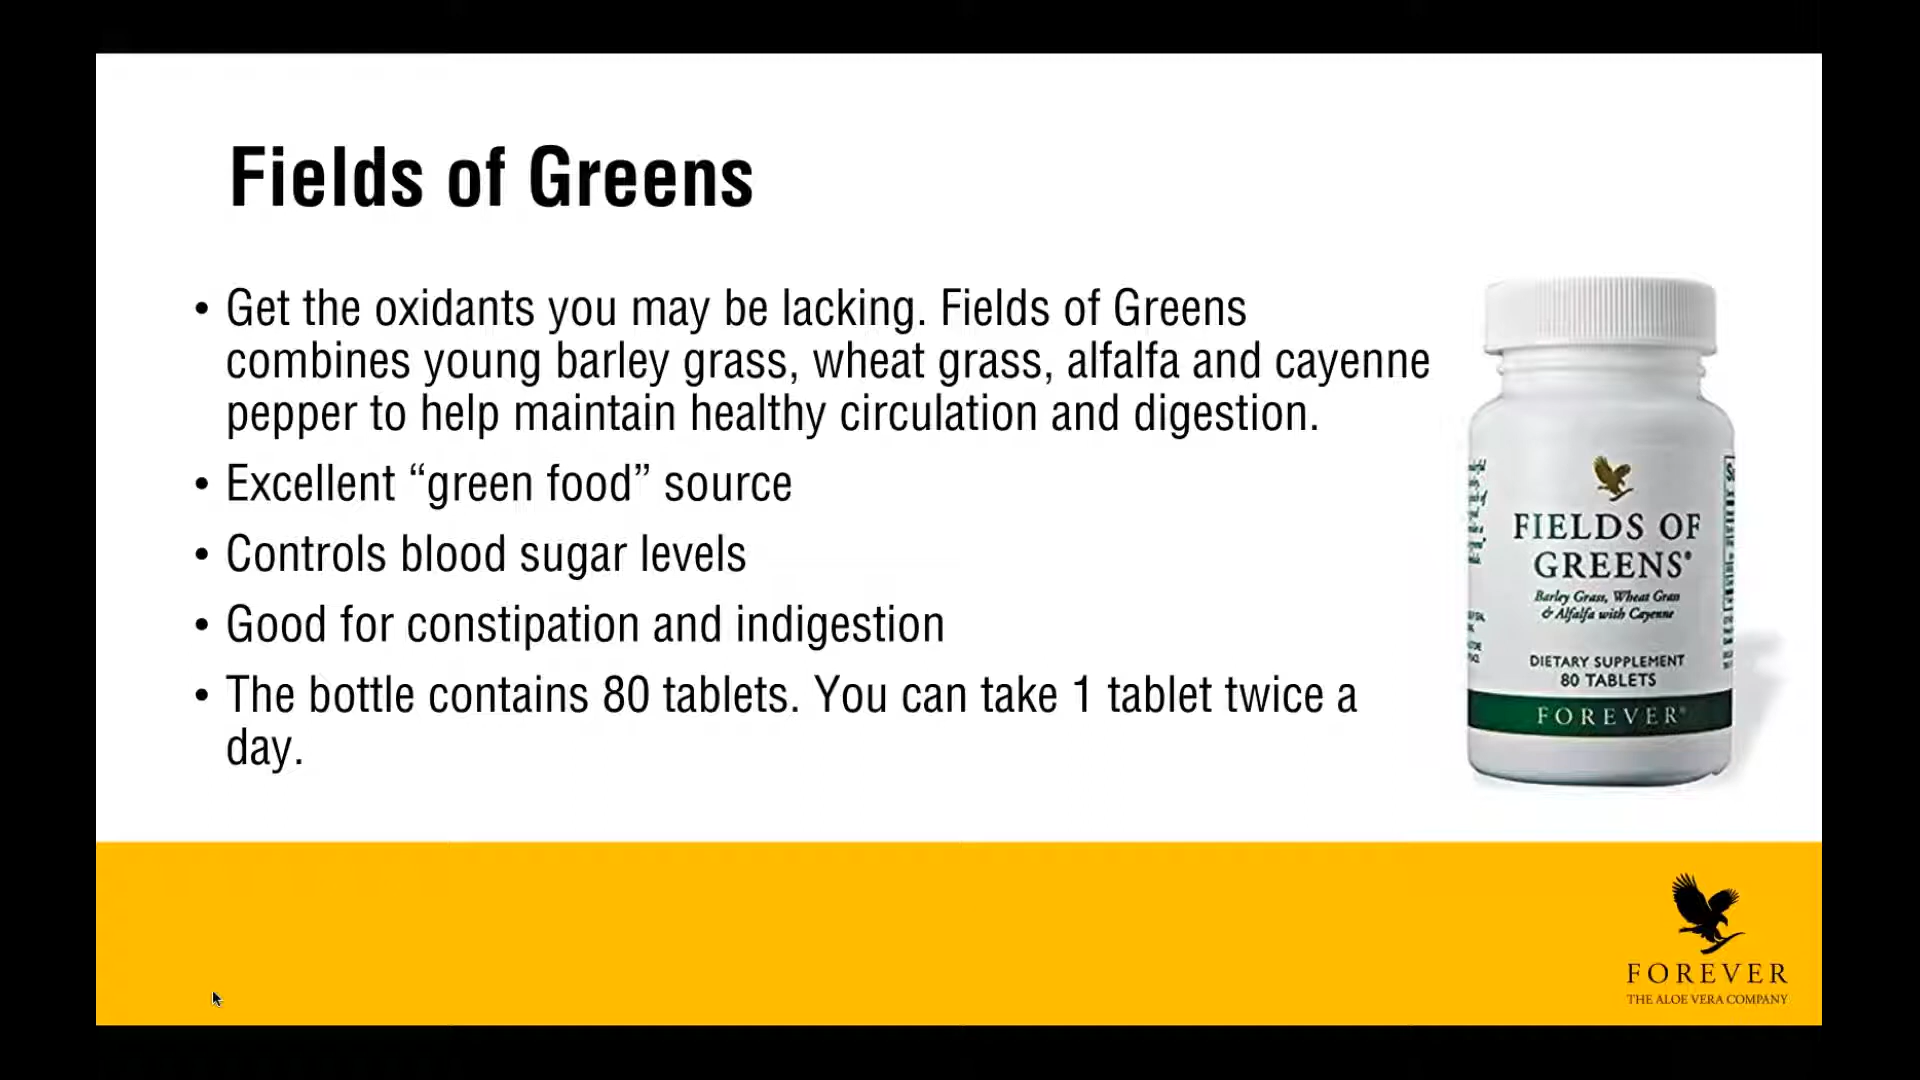 Fields of Greens
• Get the oxidants you may be lacking. Fields of Greens
combines young barley grass, wheat grass, alfalfa and cayenne
pepper to help maintain healthy circulation and digestion.
• Excellent “green food” source
• Controls blood sugar levels
• Good for constipation and indigestion
• The bottle contains 80 tablets. You can take 1 tablet twice a
day.
FIELDS OF
GREENS®
Barley Grass, Wheat Grass
& Alfalfa with Cayenne
DIETARY SUPPLEMENT
80 TABLETS
FOREVER®
FOREVER
THE ALOE VERA COMPANY